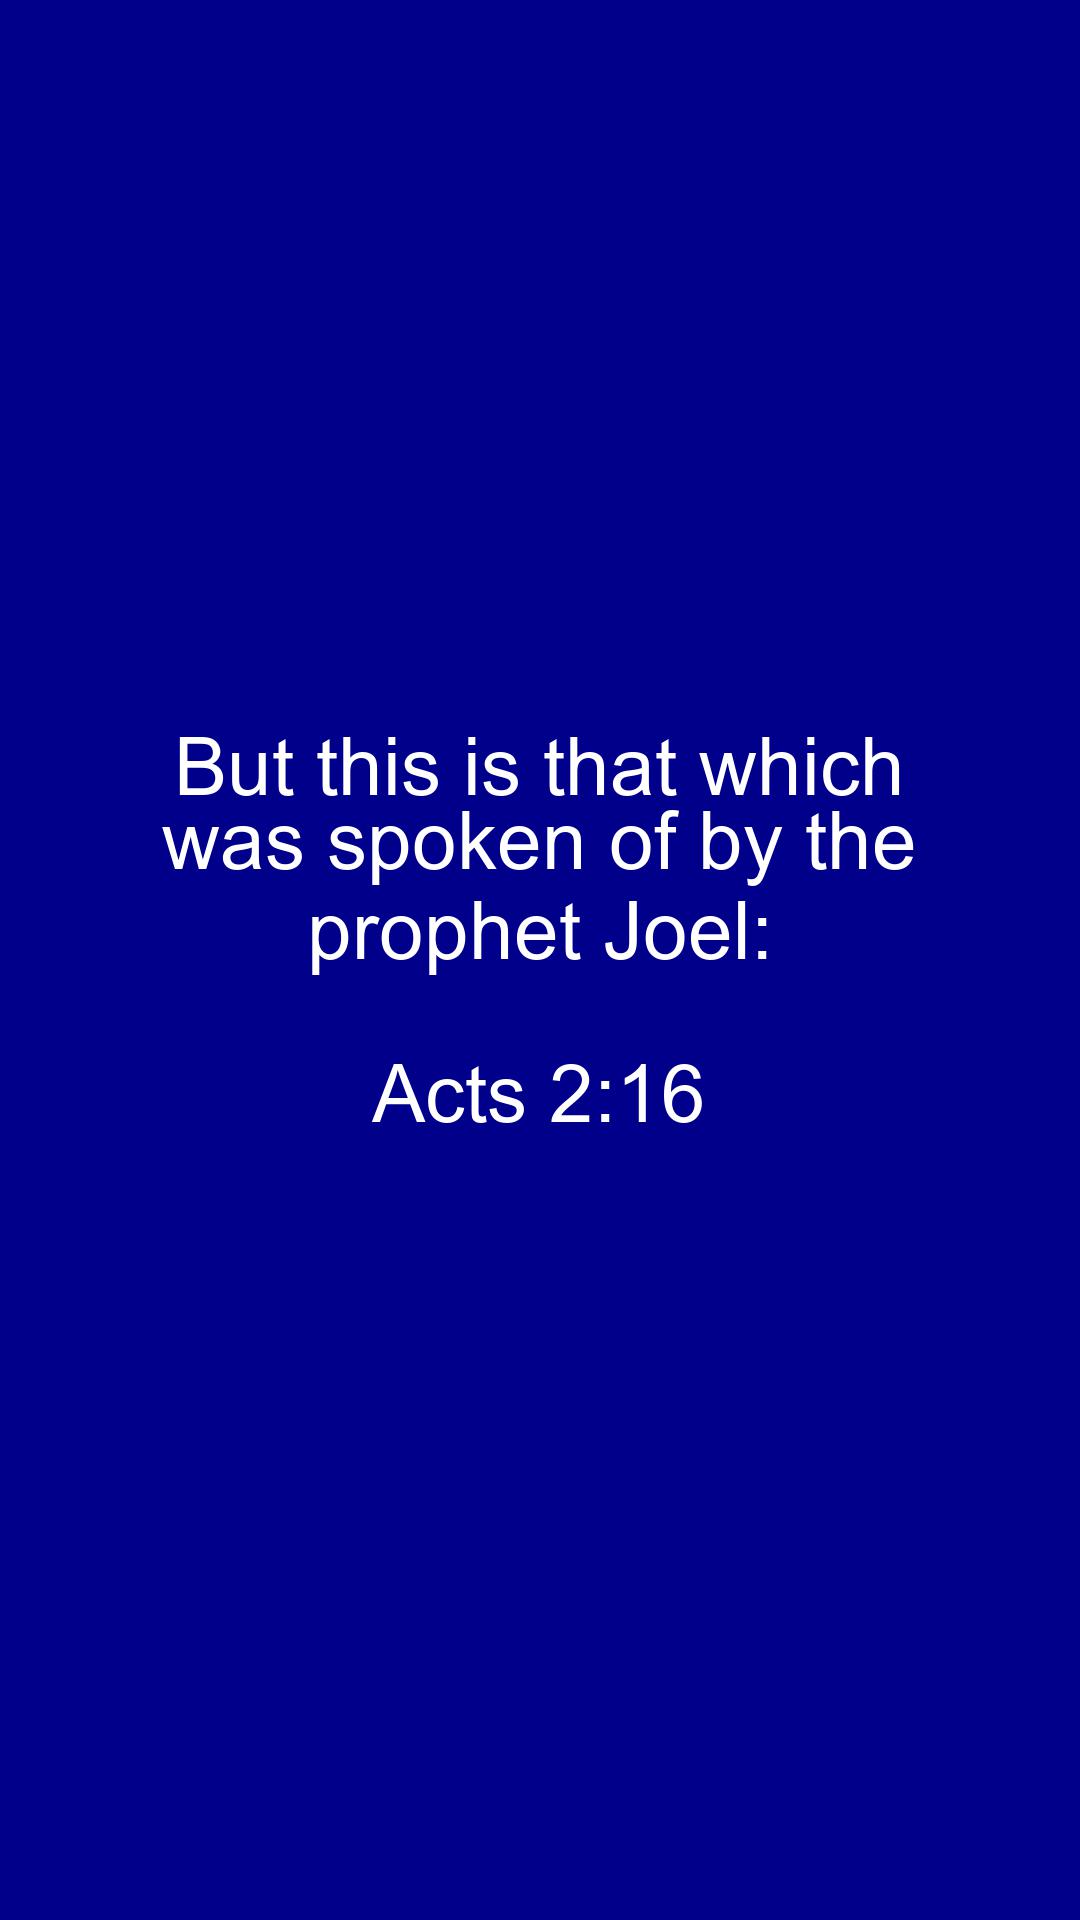 But this is that which
was spoken of by the
prophet Joel:
Acts 2:16